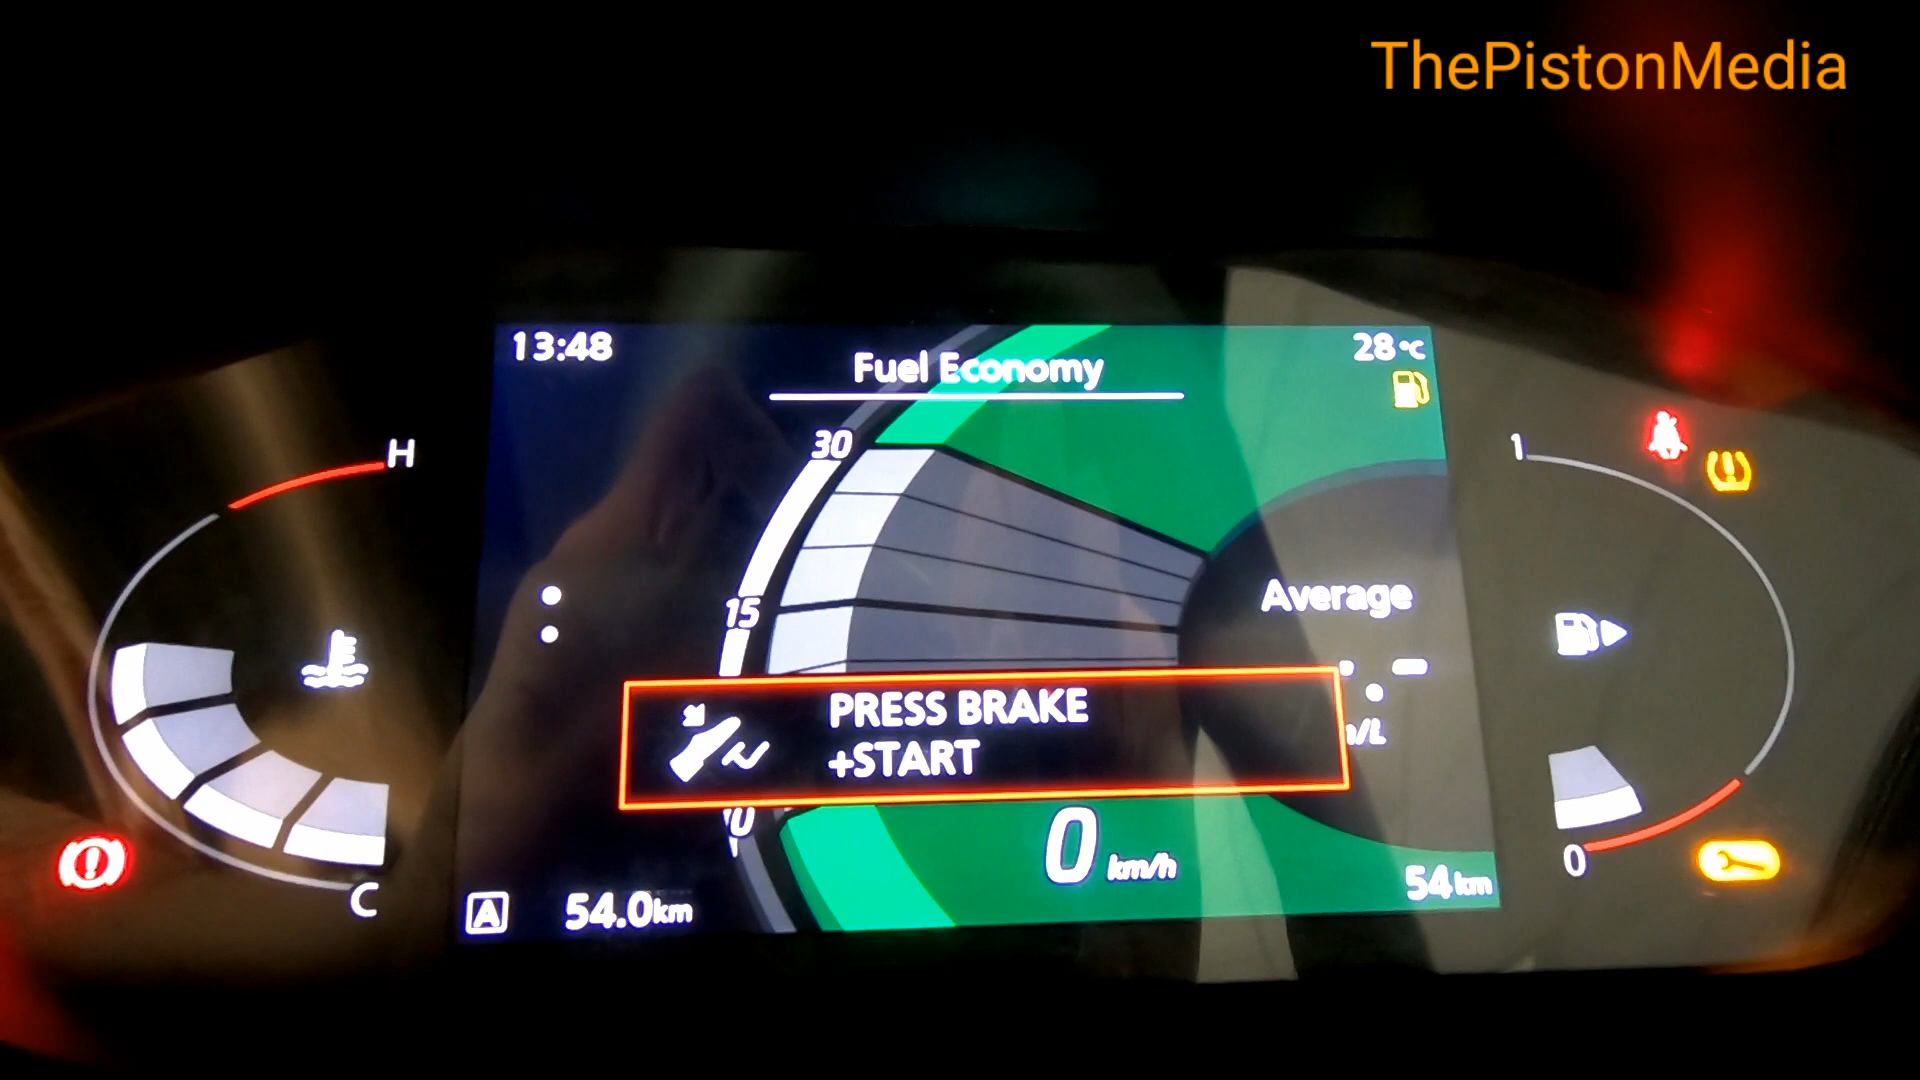 ThePistonMedia
13:48
Fuel Economy
28°C
H
30
1
15
Average
PRESS BRAKE
+START
0
0 km/h
0
C
A
54.0km
54km